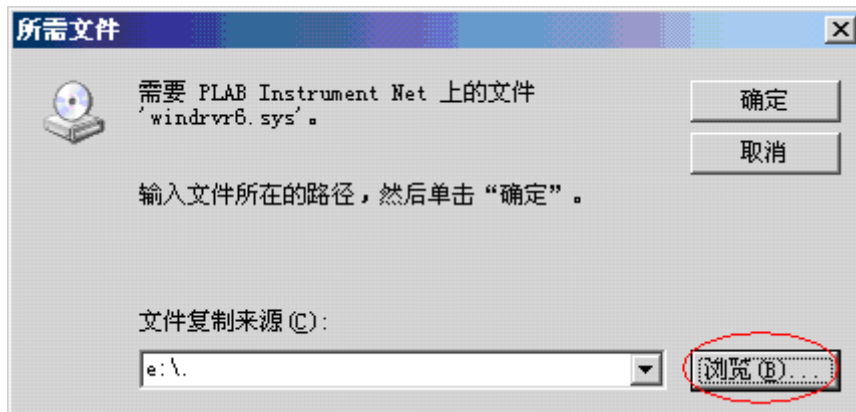 所需文件
需要 PLAB Instrument Net 上的文件
'windrvr6.sys'。
确定
取消
输入文件所在的路径，然后单击“确定”。
文件复制来源(C):
e:\.
浏览(B)...